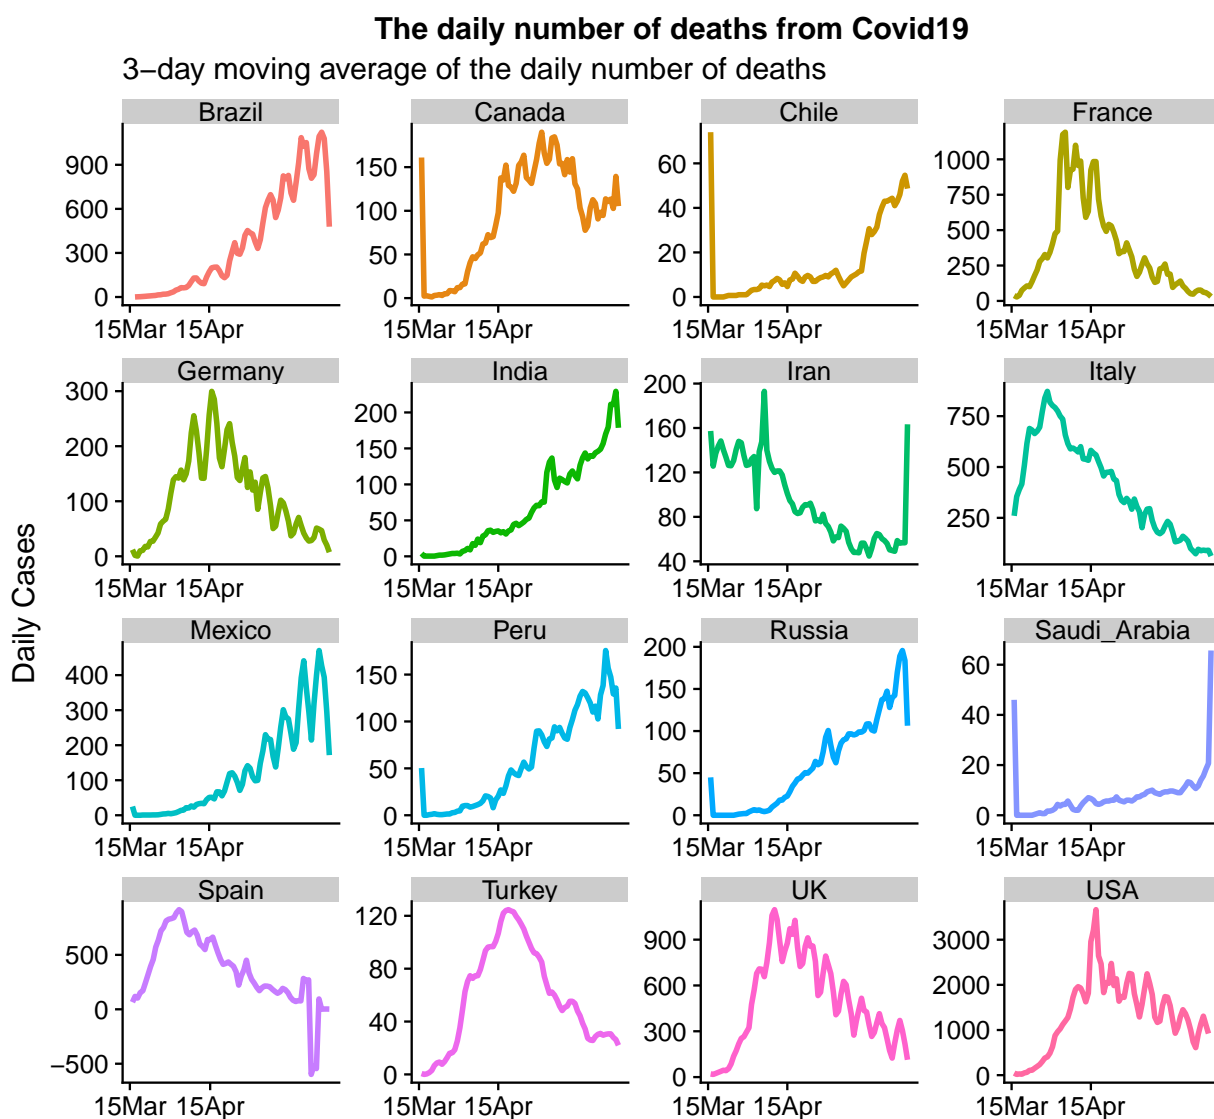 The daily number of deaths from Covid19
3−day moving average of the daily number of deaths
Daily Cases
Brazil
900
600
300
0
15Mar 15Apr
Canada
150
100
50
0
15Mar 15Apr
Chile
60
40
20
0
15Mar 15Apr
France
1000
750
500
250
0
15Mar 15Apr
Germany
300
200
100
0
15Mar 15Apr
India
200
150
100
50
0
15Mar 15Apr
Iran
200
160
120
80
40
15Mar 15Apr
Italy
750
500
250
15Mar 15Apr
Mexico
400
300
200
100
0
15Mar 15Apr
Peru
150
100
50
0
15Mar 15Apr
Russia
200
150
100
50
0
15Mar 15Apr
Saudi_Arabia
60
40
20
0
15Mar 15Apr
Spain
500
0
−500
15Mar 15Apr
Turkey
120
80
40
0
15Mar 15Apr
UK
900
600
300
0
15Mar 15Apr
USA
3000
2000
1000
0
15Mar 15Apr